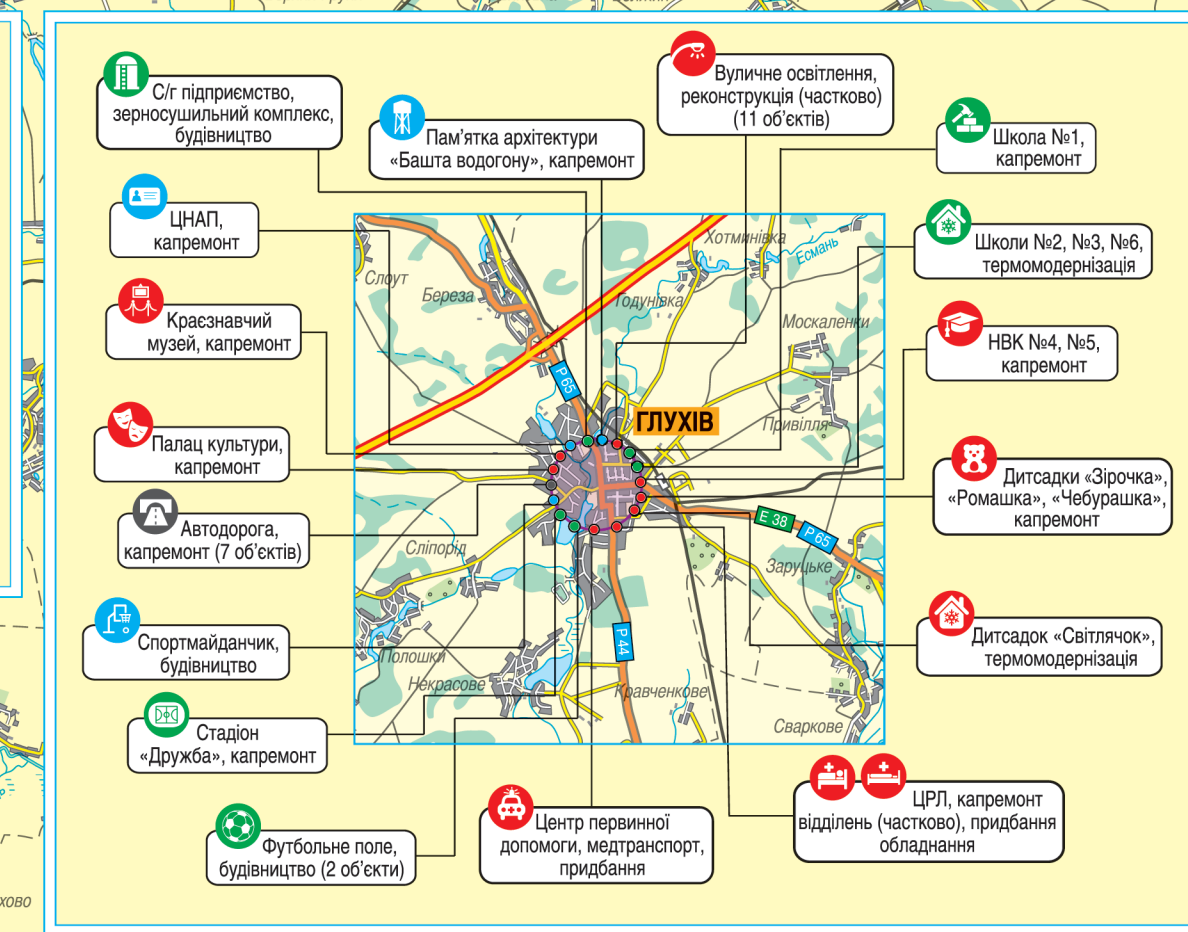 С/г підприємство,
зерносушильний комплекс,
будівництво
Пам’ятка архітектури
«Башта водогону», капремонт
Вуличне освітлення,
реконструкція (частково)
(11 об’єктів)
Школа №1,
капремонт
ЦНАП,
капремонт
Школи №2, №3, №6,
термомодернізація
Краєзнавчий
музей, капремонт
НВК №4, №5,
капремонт
Палац культури,
капремонт
Дитсадки «Зірочка»,
«Ромашка», «Чебурашка»,
капремонт
Автодорога,
капремонт (7 об’єктів)
Спортмайданчик,
будівництво
Дитсадок «Світлячок»,
термомодернізація
Стадіон
«Дружба», капремонт
Футбольне поле,
будівництво (2 об’єкти)
Центр первинної
допомоги, медтранспорт,
придбання
ЦРЛ, капремонт
відділень (частково), придбання
обладнання
Слоут
Береза
Хотминівка
Есмань
Годунівка
Москаленки
Р 65
ГЛУХІВ
Привілля
Е 38
Р 65
Сліпорід
Заруцьке
Р 44
Полошки
Некрасове
Кравченкове
Сваркове